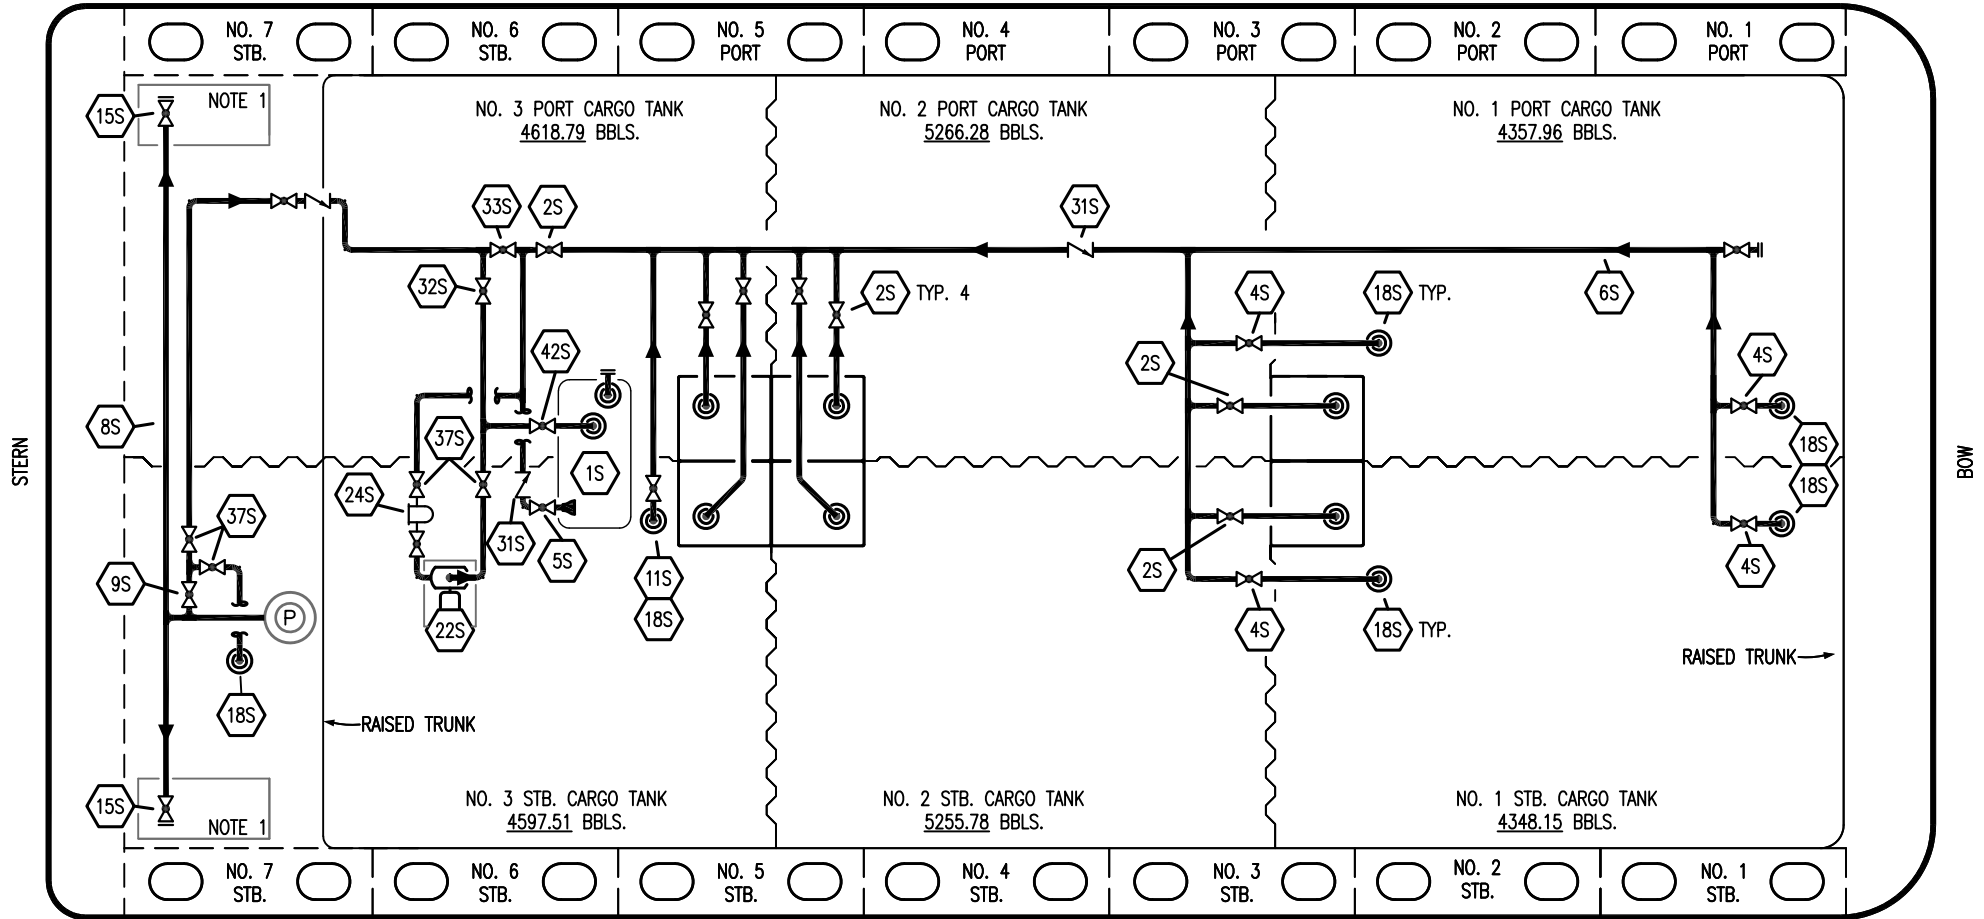 NO. 7
STB.
NO. 6
STB.
NO. 5
PORT
NO. 4
PORT
NO. 3
PORT
NO. 2
PORT
NO. 1
PORT
15S
NOTE 1
NO. 3 PORT CARGO TANK
4618.79 BBLS.
NO. 2 PORT CARGO TANK
5266.28 BBLS.
NO. 1 PORT CARGO TANK
4357.96 BBLS.
33S
2S
31S
32S
2S TYP. 4
4S
18S TYP.
6S
42S
2S
4S
8S
37S
18S
STERN
BOW
1S
24S
18S
37S
31S
5S
2S
4S
9S
11S
P
22S
18S
4S
18S TYP.
RAISED TRUNK
18S
RAISED TRUNK
15S
NOTE 1
NO. 3 STB. CARGO TANK
4597.51 BBLS.
NO. 2 STB. CARGO TANK
5255.78 BBLS.
NO. 1 STB. CARGO TANK
4348.15 BBLS.
NO. 7
STB.
NO. 6
STB.
NO. 5
STB.
NO. 4
STB.
NO. 3
STB.
NO. 2
STB.
NO. 1
STB.